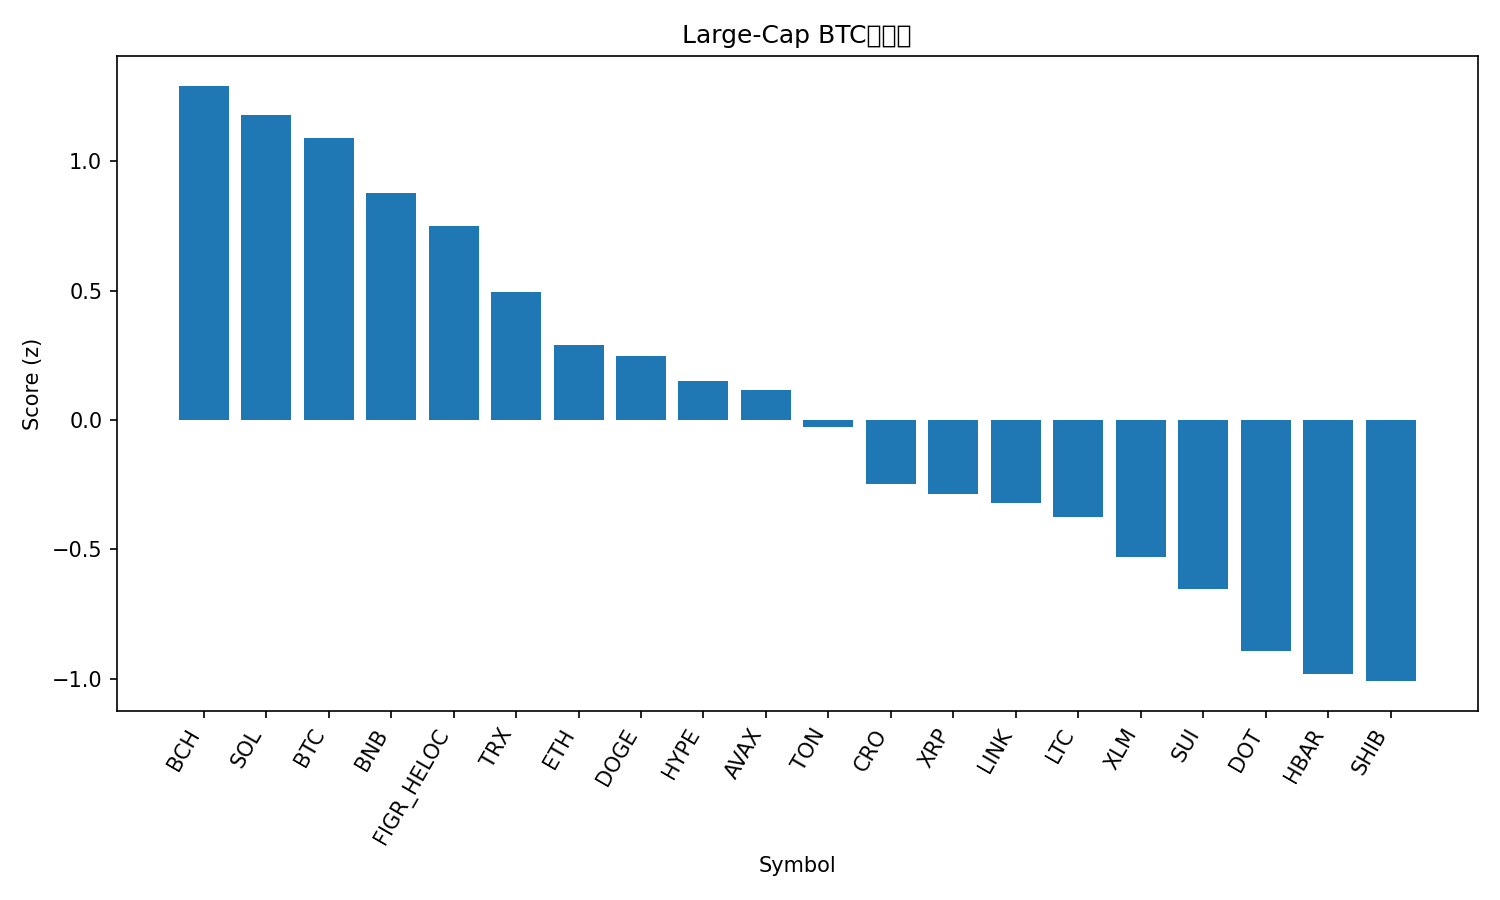 Large-Cap BTC
Score (z)
1.0
0.5
0.0
−0.5
−1.0
BCH
SOL
BTC
BNB
FIGR_HELOC
TRX
ETH
DOGE
HYPE
AVAX
TON
CRO
XRP
LINK
LTC
XLM
SUI
DOT
HBAR
SHIB
Symbol